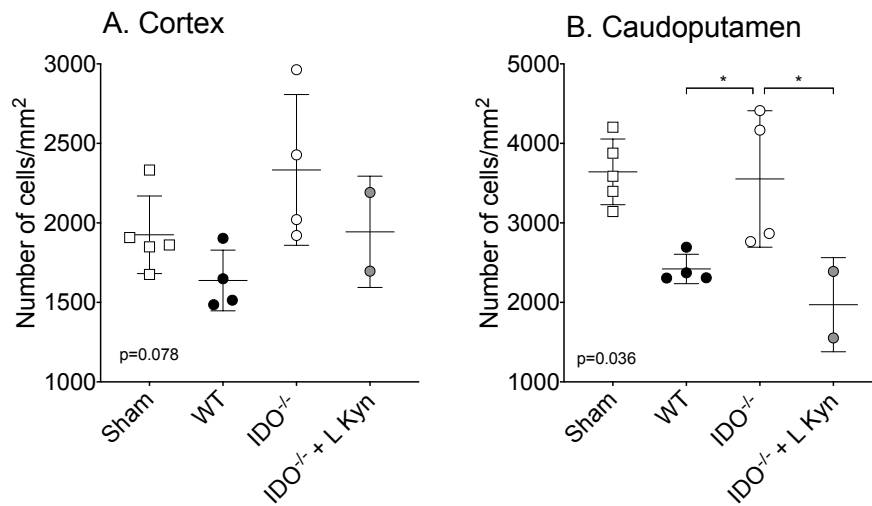 A. Cortex
Number of cells/mm²
3000
2500
2000
1500
1000
p=0.078
Sham
WT
IDO⁻/⁻
IDO⁻/⁻ + L Kyn
B. Caudoputamen
Number of cells/mm²
5000
4000
3000
2000
1000
* *
p=0.036
Sham
WT
IDO⁻/⁻
IDO⁻/⁻ + L Kyn